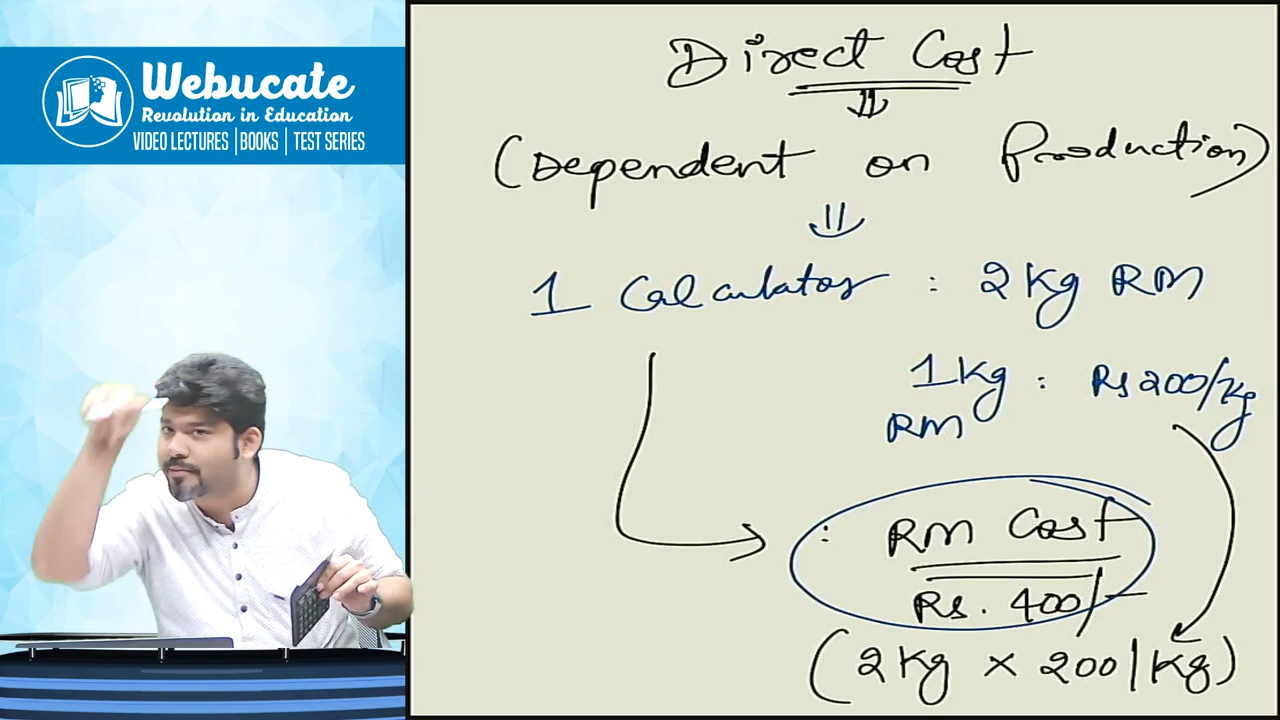 Webucate
Revolution in Education
VIDEO LECTURES | BOOKS | TEST SERIES
Direct Cost
(Dependent on Production)
1 Calculator : 2 Kg RM
1 Kg : Rs 200/Kg
RM
: RM Cost
Rs. 400/-
(2 Kg × 200/Kg)